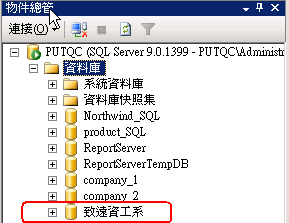 物件總管
連接(O)
PUTQC (SQL Server 9.0.1399 - PUTQC\Administr
資料庫
系統資料庫
資料庫快照集
Northwind_SQL
product_SQL
ReportServer
ReportServerTempDB
company_1
company_2
致遠資工系